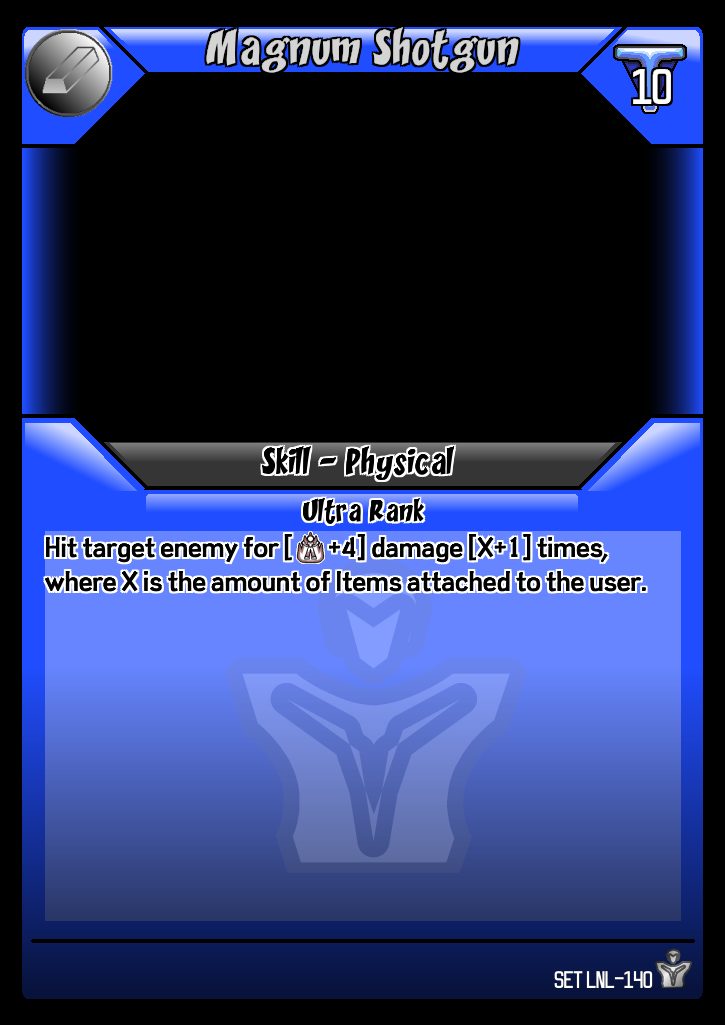 Magnum Shotgun
10
Skill - Physical
Ultra Rank
Hit target enemy for [ +4] damage [X+1] times,
where X is the amount of Items attached to the user.
SET LNL-140